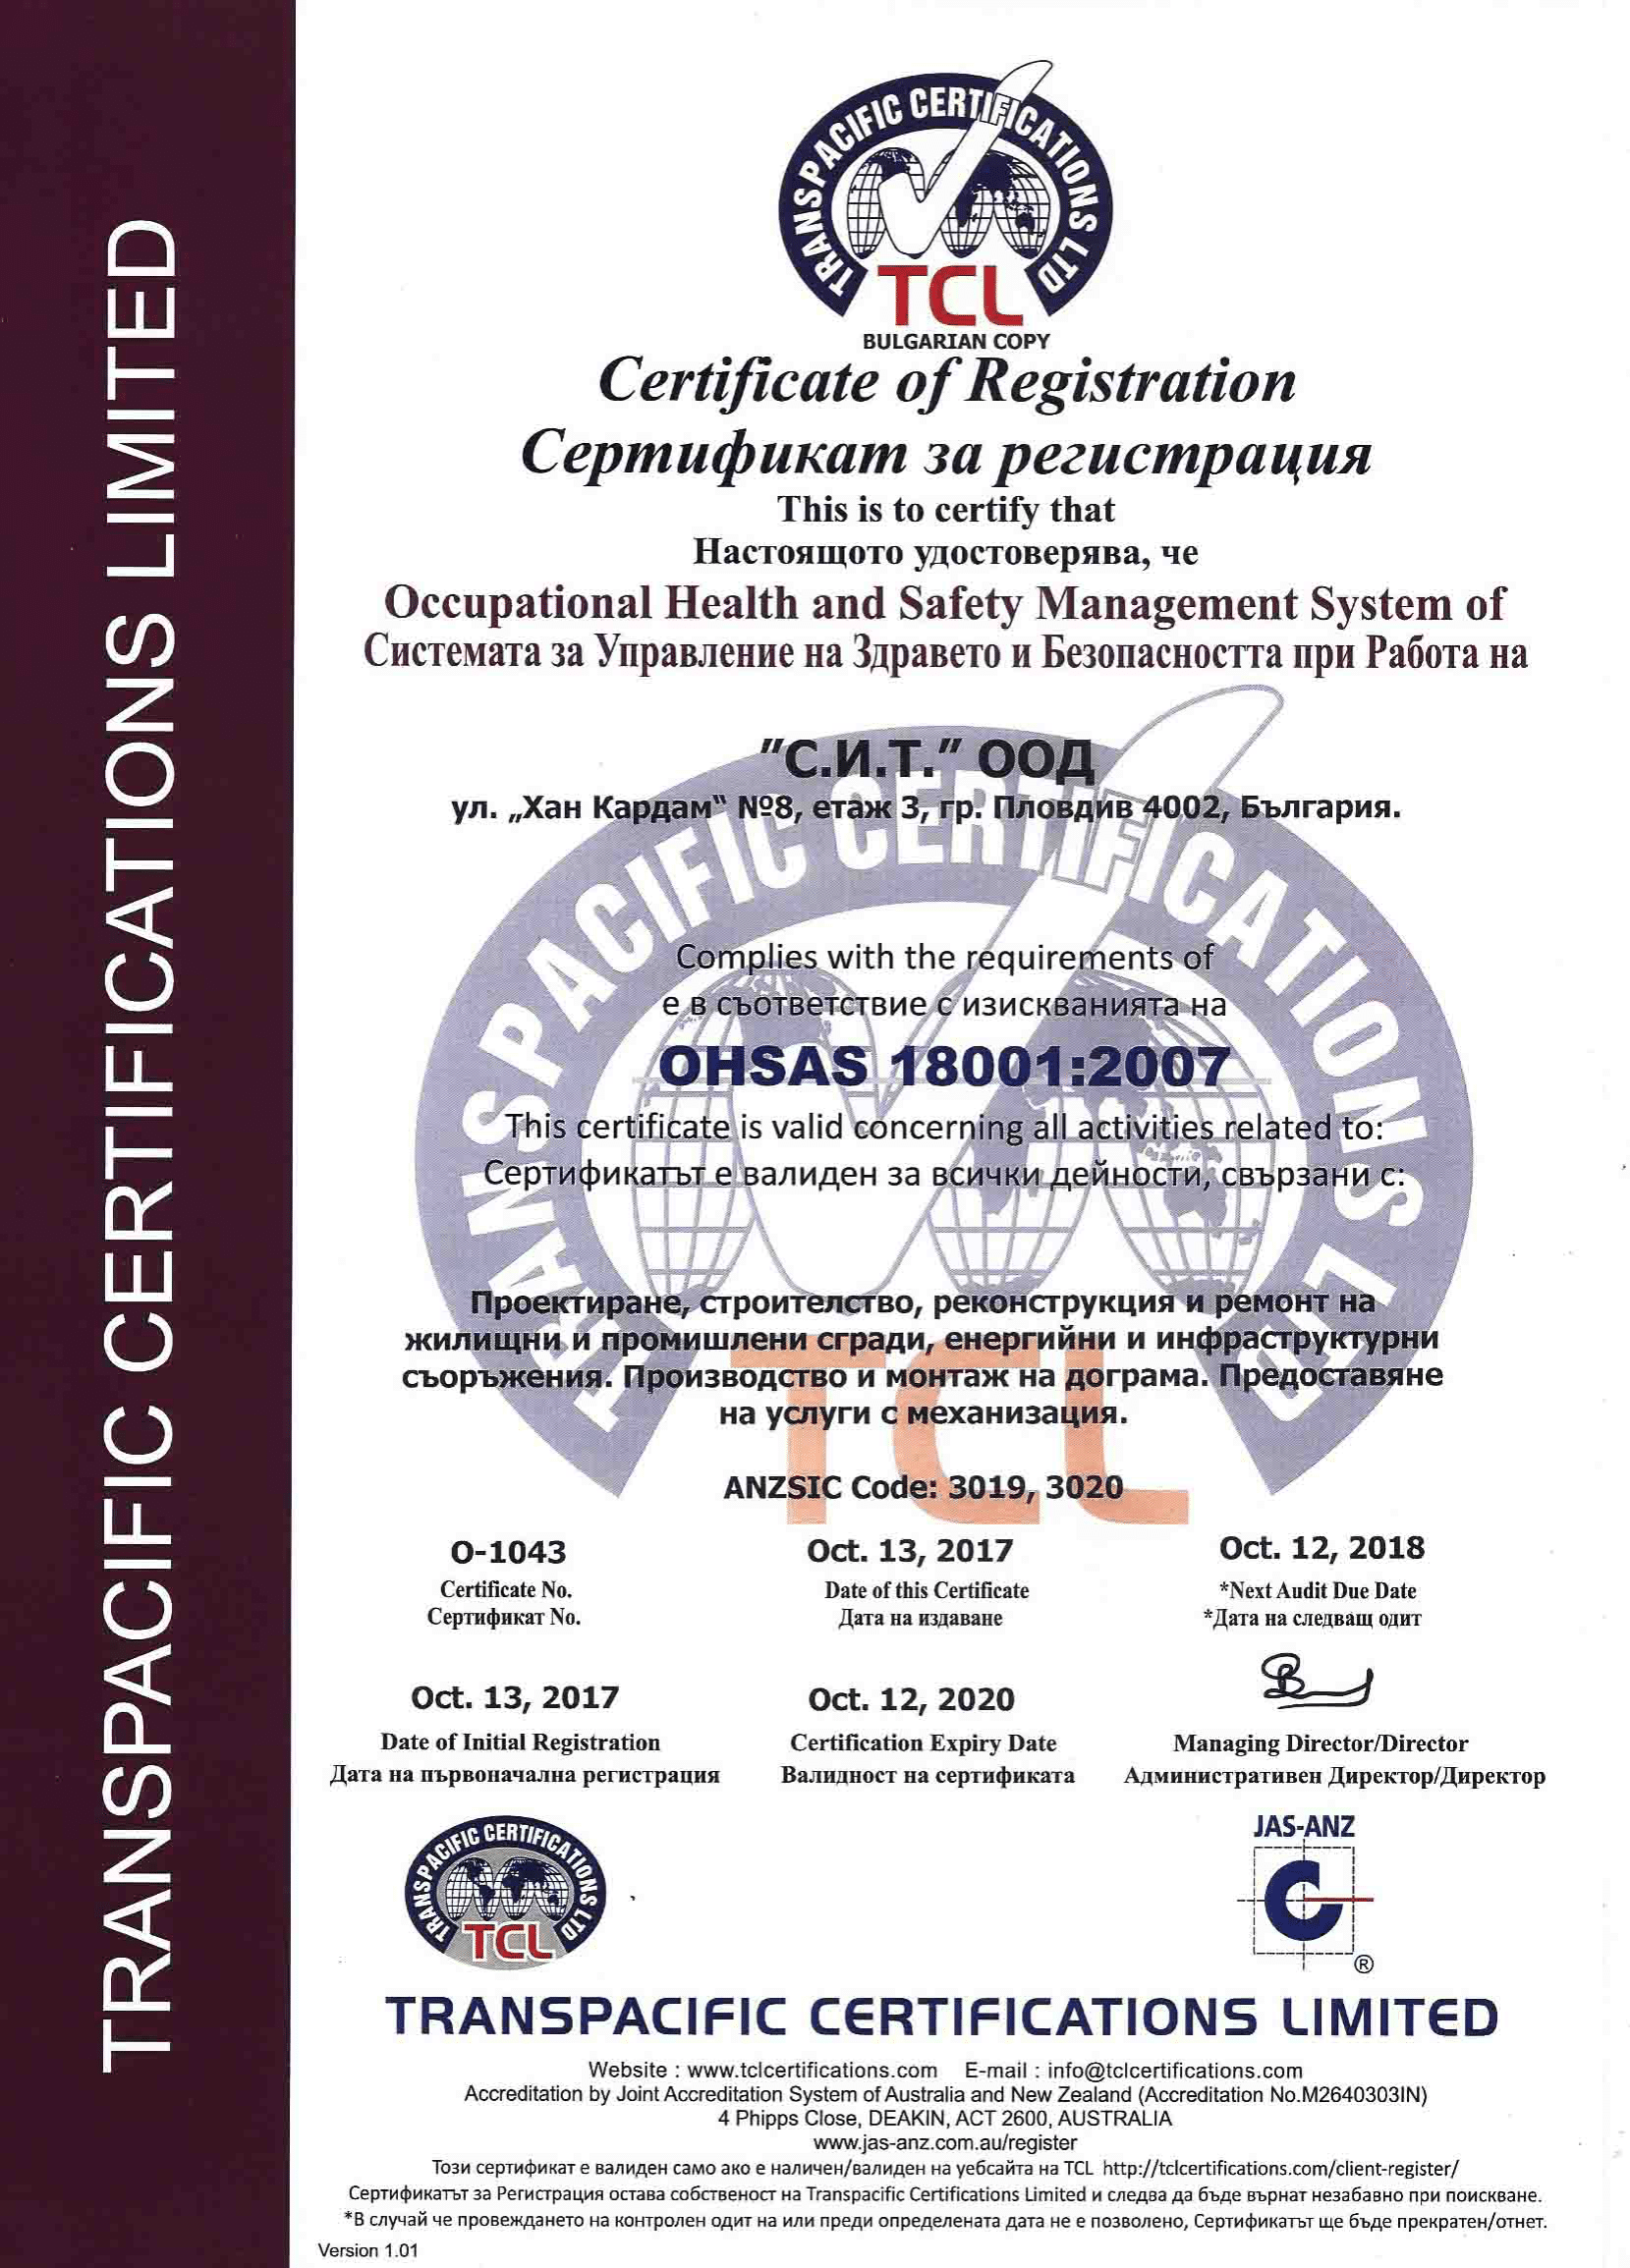 TRANSPACIFIC CERTIFICATIONS LIMITED
TRANSPACIFIC CERTIFICATIONS LTD
TCL
BULGARIAN COPY
Certificate of Registration
Сертификат за регистрация
This is to certify that
Настоящото удостоверява, че
Occupational Health and Safety Management System of
Системата за Управление на Здравето и Безопасността при Работа на
"С.И.Т." ООД
ул. „Хан Кардам“ №8, етаж 3, гр. Пловдив 4002, България.
TRANSPACIFIC CERTIFICATIONS LTD
Complies with the requirements of
е в съответствие с изискванията на
OHSAS 18001:2007
This certificate is valid concerning all activities related to:
Сертификатът е валиден за всички дейности, свързани с:
Проектиране, строителство, реконструкция и ремонт на
жилищни и промишлени сгради, енергийни и инфраструктурни
съоръжения. Производство и монтаж на дограма. Предоставяне
на услуги с механизация.
TCL
ANZSIC Code: 3019, 3020
O-1043 Oct. 13, 2017 Oct. 12, 2018
Certificate No. Date of this Certificate *Next Audit Due Date
Сертификат No. Дата на издаване *Дата на следващ одит
Oct. 13, 2017 Oct. 12, 2020
Date of Initial Registration Certification Expiry Date Managing Director/Director
Дата на първоначална регистрация Валидност на сертификата Административен Директор/Директор
TRANSPACIFIC CERTIFICATIONS LTD
TCL
JAS-ANZ
®
TRANSPACIFIC CERTIFICATIONS LIMITED
Website : www.tclcertifications.com E-mail : info@tclcertifications.com
Accreditation by Joint Accreditation System of Australia and New Zealand (Accreditation No.M2640303IN)
4 Phipps Close, DEAKIN, ACT 2600, AUSTRALIA
www.jas-anz.com.au/register
Този сертификат е валиден само ако е наличен/валиден на уебсайта на TCL http://tclcertifications.com/client-register/
Сертификатът за Регистрация остава собственост на Transpacific Certifications Limited и следва да бъде върнат незабавно при поискване.
*В случай че провеждането на контролен одит на или преди определената дата не е позволено, Сертификатът ще бъде прекратен/отнет.
Version 1.01